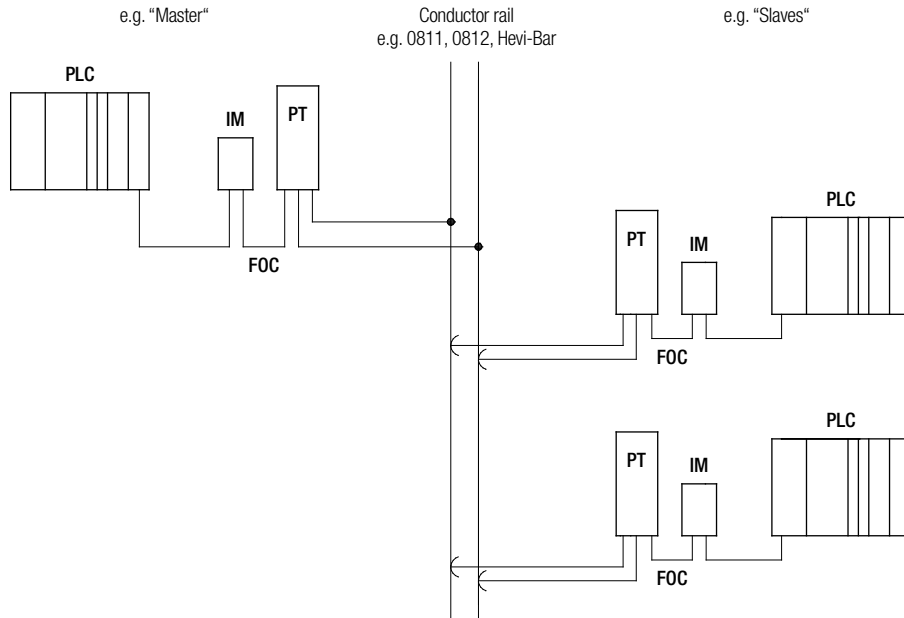 e.g. “Master“
Conductor rail
e.g. 0811, 0812, Hevi-Bar
e.g. “Slaves“
PLC
IM
PT
FOC
PLC
PT
IM
FOC
PLC
PT
IM
FOC